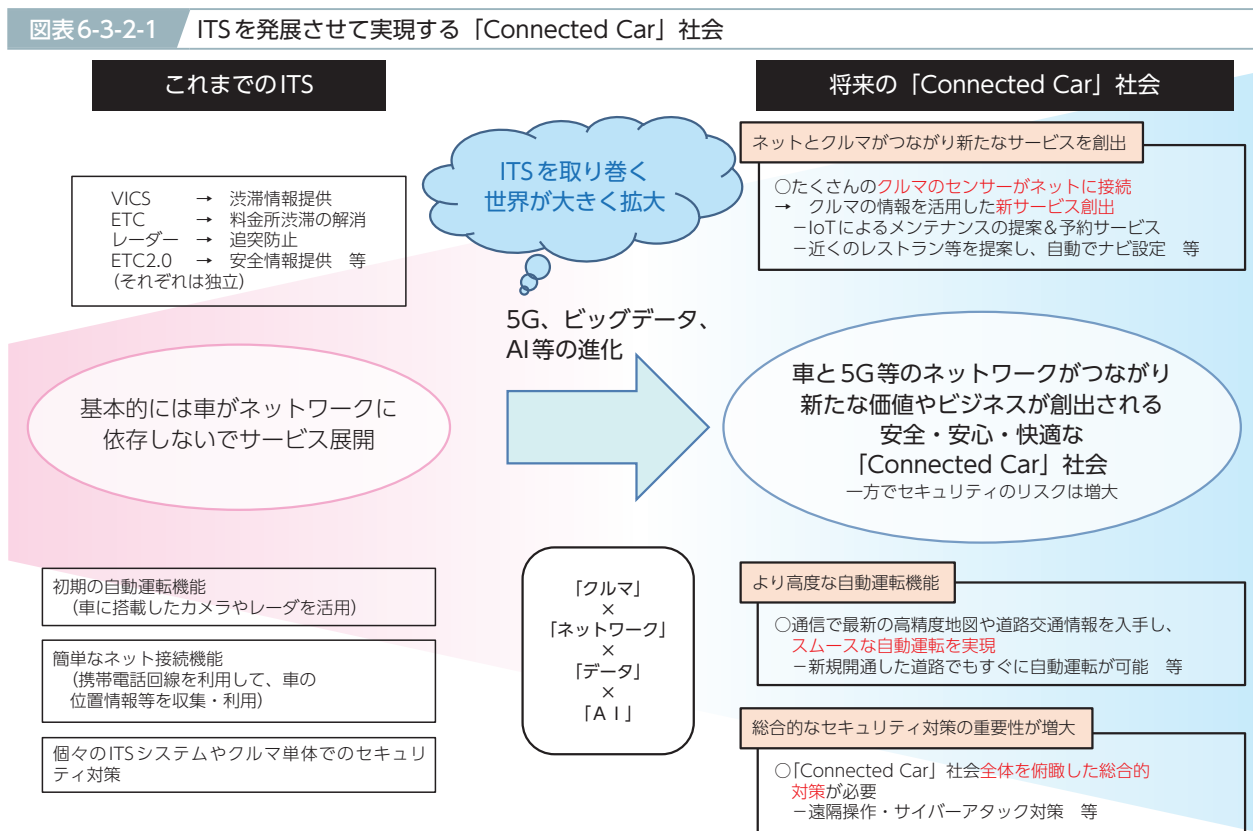 図表6-3-2-1 ITSを発展させて実現する「Connected Car」社会
これまでのITS
VICS → 渋滞情報提供
ETC → 料金所渋滞の解消
レーダー → 追突防止
ETC2.0 → 安全情報提供 等
(それぞれは独立)
基本的には車がネットワークに
依存しないでサービス展開
初期の自動運転機能
(車に搭載したカメラやレーダを活用)
簡単なネット接続機能
(携帯電話回線を利用して、車の
位置情報等を収集・利用)
個々のITSシステムやクルマ単体でのセキュリ
ティ対策
ITSを取り巻く
世界が大きく拡大
5G、ビッグデータ、
AI等の進化
「クルマ」
×
「ネットワーク」
×
「データ」
×
「AI」
将来の「Connected Car」社会
ネットとクルマがつながり新たなサービスを創出
○たくさんのクルマのセンサーがネットに接続
→ クルマの情報を活用した新サービス創出
－IoTによるメンテナンスの提案＆予約サービス
－近くのレストラン等を提案し、自動でナビ設定 等
車と5G等のネットワークがつながり
新たな価値やビジネスが創出される
安全・安心・快適な
「Connected Car」社会
一方でセキュリティのリスクは増大
より高度な自動運転機能
○通信で最新の高精度地図や道路交通情報を入手し、
スムースな自動運転を実現
－新規開通した道路でもすぐに自動運転が可能 等
総合的なセキュリティ対策の重要性が増大
○「Connected Car」社会全体を俯瞰した総合的
対策が必要
－遠隔操作・サイバーアタック対策 等